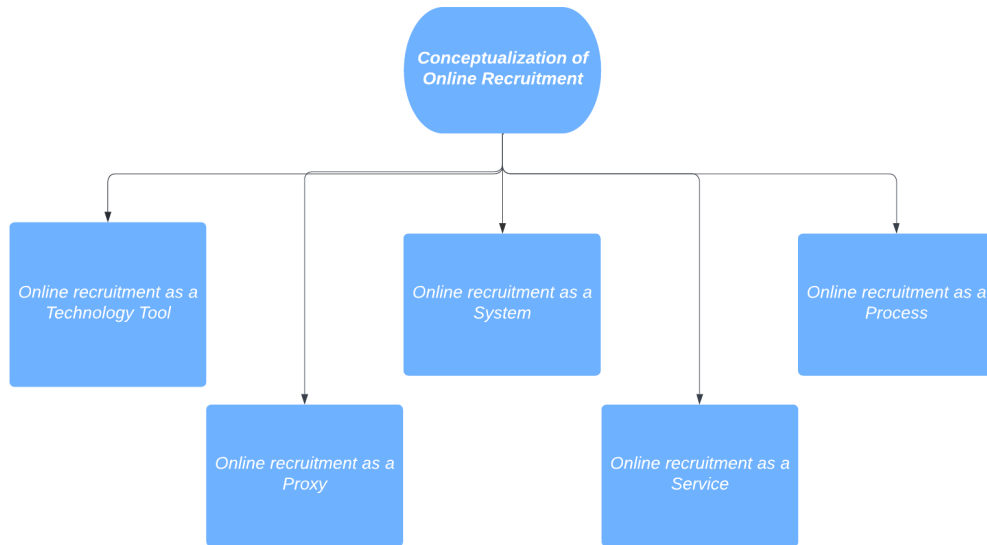 Conceptualization of
Online Recruitment
Online recruitment as a
Technology Tool
Online recruitment as a
System
Online recruitment as a
Process
Online recruitment as a
Proxy
Online recruitment as a
Service